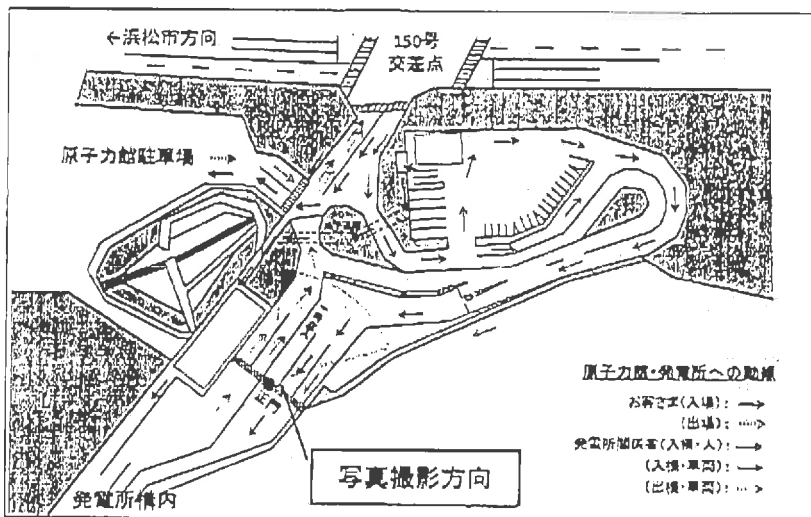 ←浜松市方向
150号
交差点
原子力館駐車場
正門
写真撮影方向
発電所構内
原子力館・発電所への動線
お客さま(入場):
(出場):
発電所関係者(入構・人):
(入構・車両):
(出構・車両):